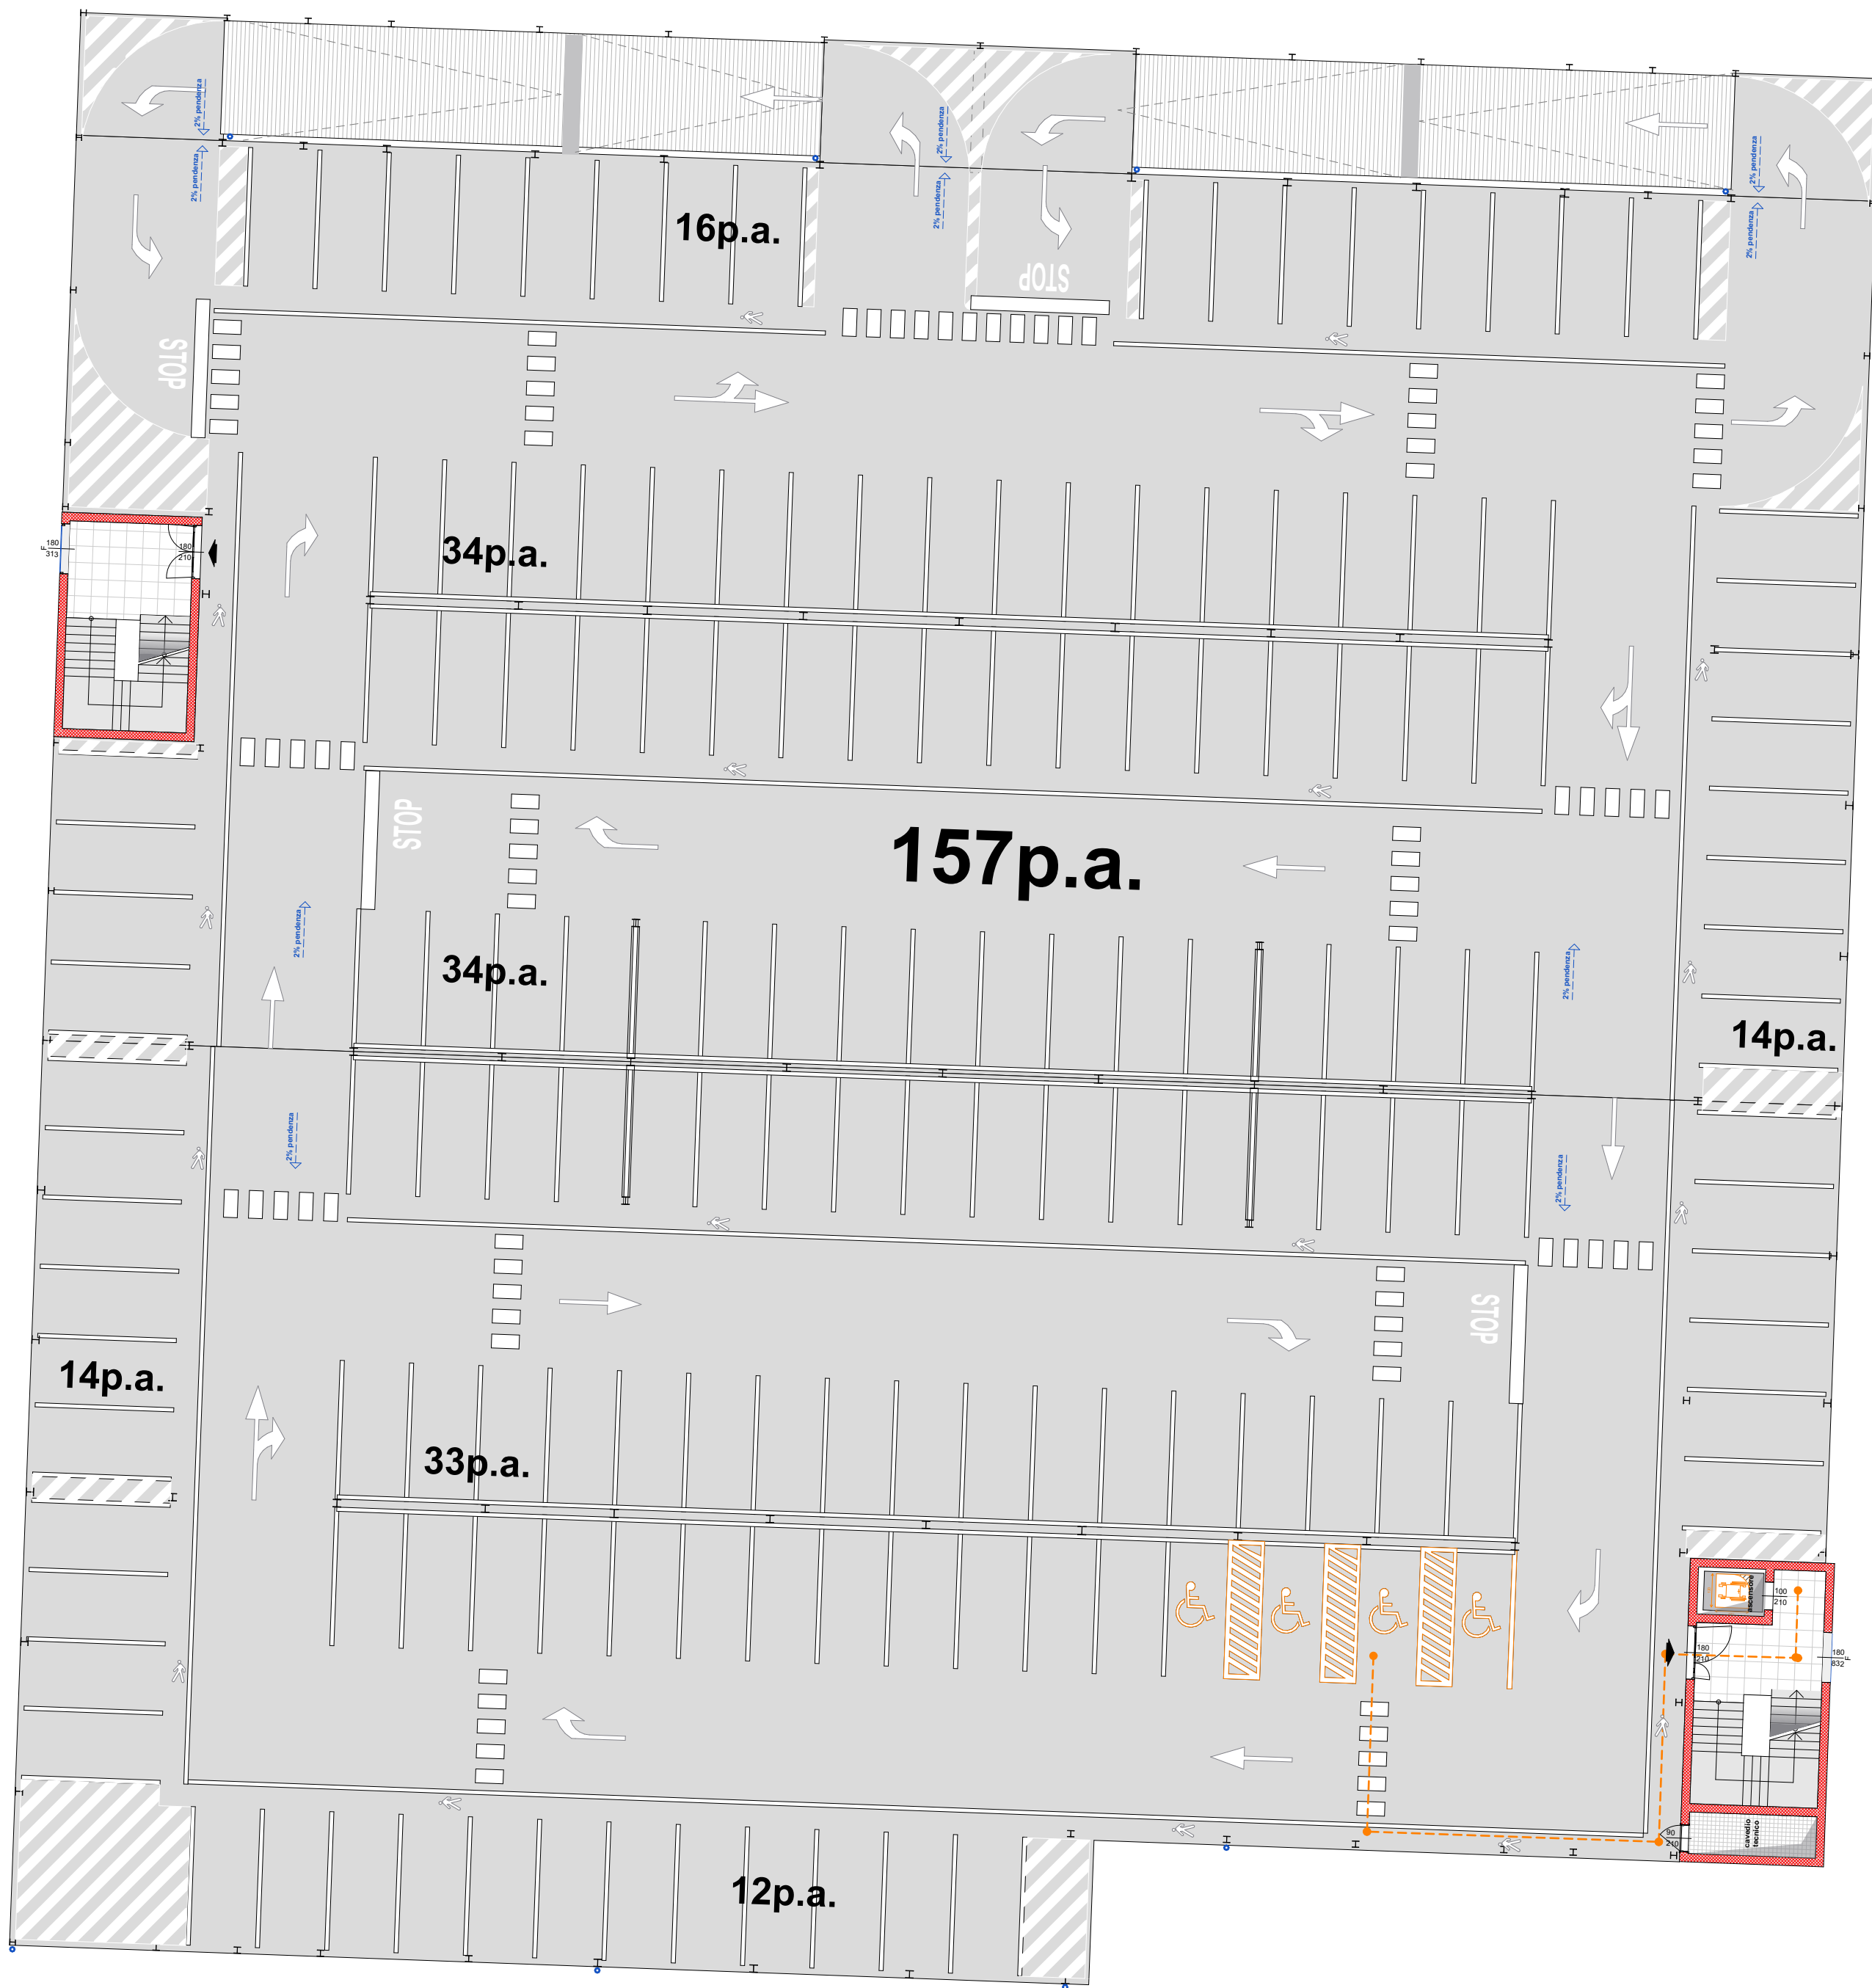 2% pendenza
2% pendenza
2% pendenza
2% pendenza
2% pendenza
2% pendenza
16p.a.
STOP
STOP
180
313
F
180
210
34p.a.
STOP
157p.a.
2% pendenza
34p.a.
2% pendenza
14p.a.
2% pendenza
2% pendenza
STOP
14p.a.
33p.a.
ascensore
100
210
180
210
180
832
F
90
210
cavedio
tecnico
12p.a.